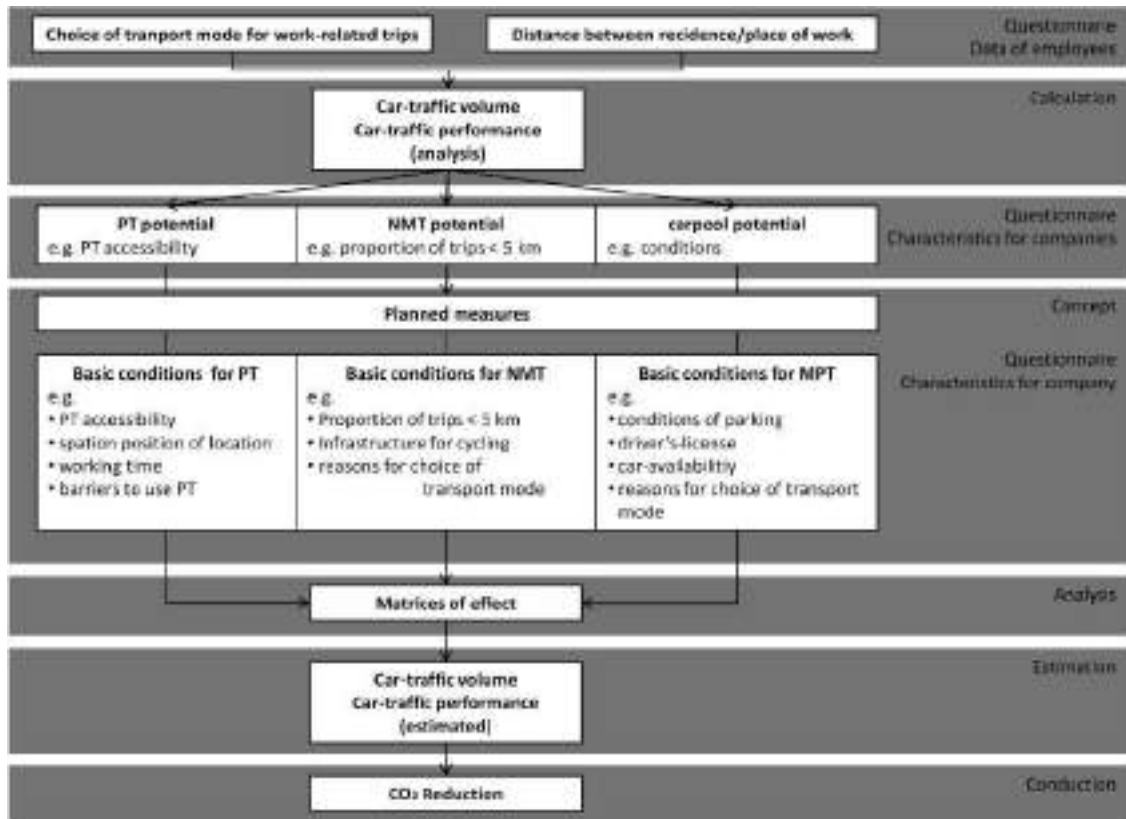 Choice of tranport mode for work-related trips
Distance between recidence/place of work
Questionnaire
Data of employees
Car-traffic volume
Car-traffic performance
(analysis)
Calculation
PT potential
e.g. PT accessibility
NMT potential
e.g. proportion of trips < 5 km
carpool potential
e.g. conditions
Questionnaire
Characteristics for companies
Planned measures
Concept
Basic conditions for PT
e.g.
• PT accessibility
• spation position of location
• working time
• barriers to use PT
Basic conditions for NMT
e.g.
• Proportion of trips < 5 km
• Infrastructure for cycling
• reasons for choice of
transport mode
Basic conditions for MPT
e.g.
• conditions of parking
• driver's-license
• car-availabitliy
• reasons for choice of transport
mode
Questionnaire
Characteristics for company
Matrices of effect
Analysis
Car-traffic volume
Car-traffic performance
(estimated)
Estimation
CO₂ Reduction
Conduction